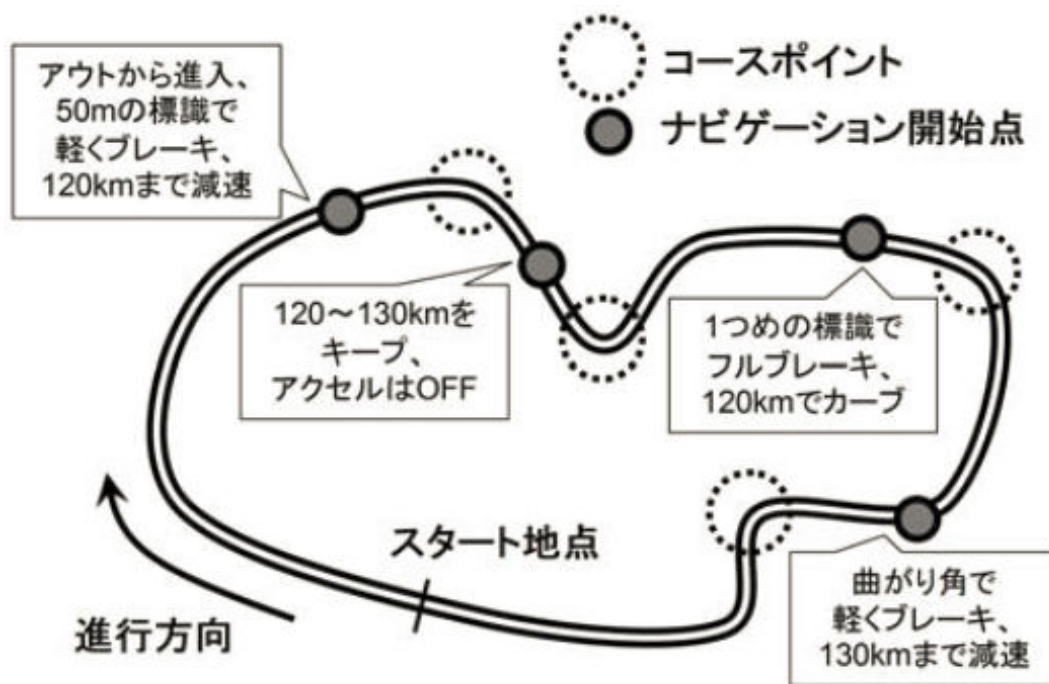 アウトから進入、
50mの標識で
軽くブレーキ、
120kmまで減速
コースポイント
ナビゲーション開始点
120～130kmを
キープ、
アクセルはOFF
1つめの標識で
フルブレーキ、
120kmでカーブ
スタート地点
進行方向
曲がり角で
軽くブレーキ、
130kmまで減速